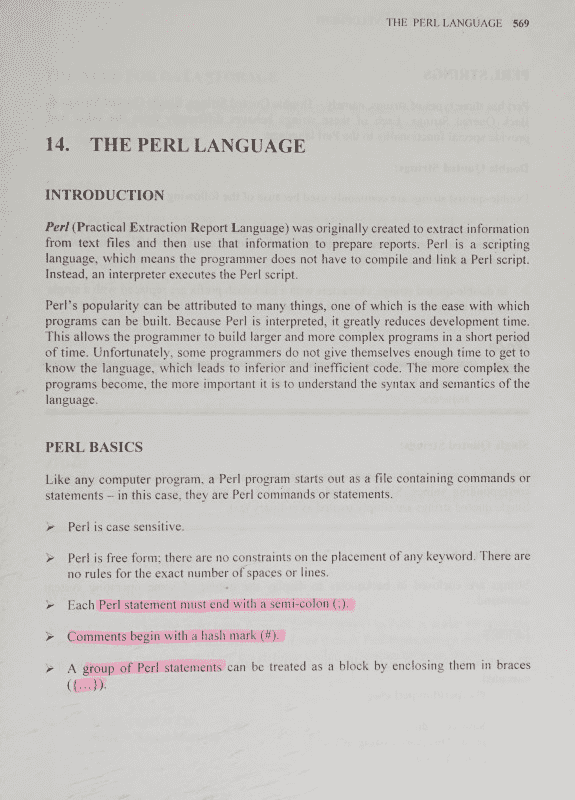 THE PERL LANGUAGE 569
14. THE PERL LANGUAGE
INTRODUCTION
Perl (Practical Extraction Report Language) was originally created to extract information
from text files and then use that information to prepare reports. Perl is a scripting
language, which means the programmer does not have to compile and link a Perl script.
Instead, an interpreter executes the Perl script.
Perl's popularity can be attributed to many things, one of which is the ease with which
programs can be built. Because Perl is interpreted, it greatly reduces development time.
This allows the programmer to build larger and more complex programs in a short period
of time. Unfortunately, some programmers do not give themselves enough time to get to
know the language, which leads to inferior and inefficient code. The more complex the
programs become, the more important it is to understand the syntax and semantics of the
language.
PERL BASICS
Like any computer program, a Perl program starts out as a file containing commands or
statements – in this case, they are Perl commands or statements.
➢ Perl is case sensitive.
➢ Perl is free form; there are no constraints on the placement of any keyword. There are
no rules for the exact number of spaces or lines.
➢ Each Perl statement must end with a semi-colon (;).
➢ Comments begin with a hash mark (#).
➢ A group of Perl statements can be treated as a block by enclosing them in braces
({...}).